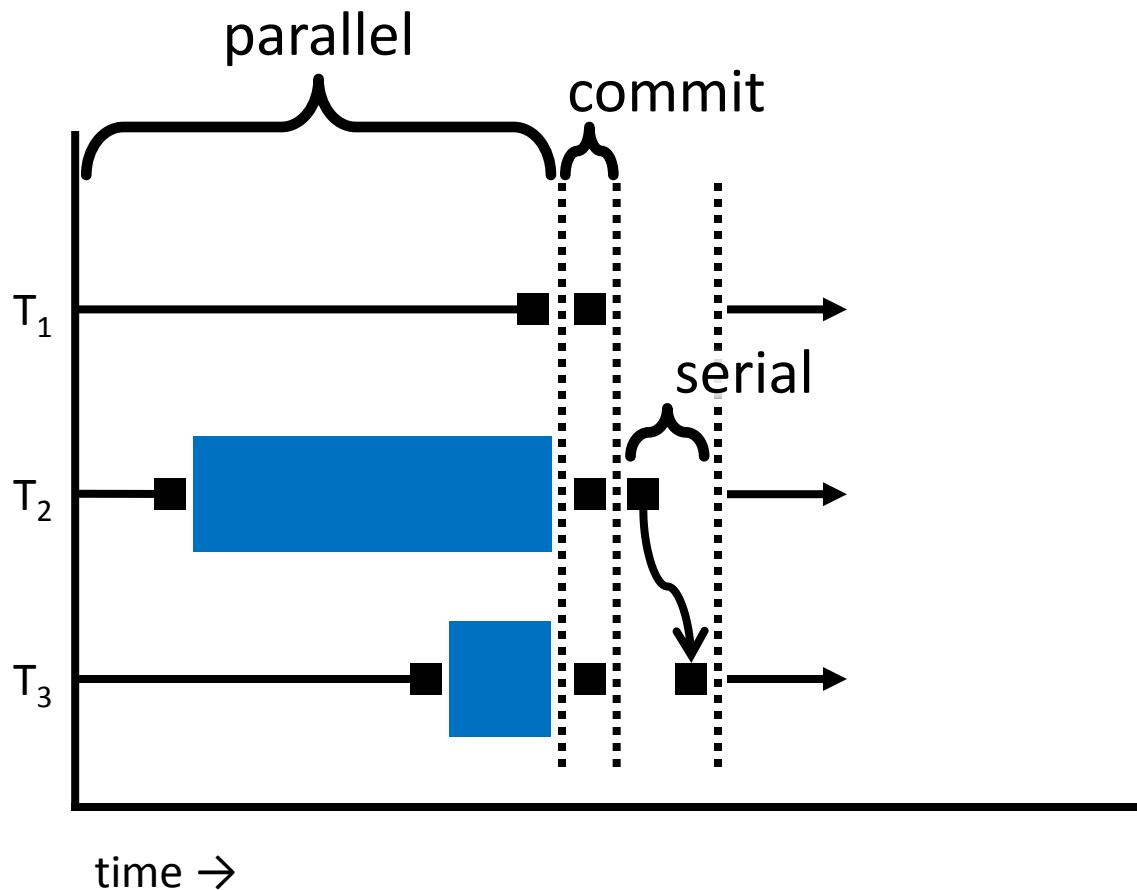 parallel
commit
T1
serial
T2
T3
time →